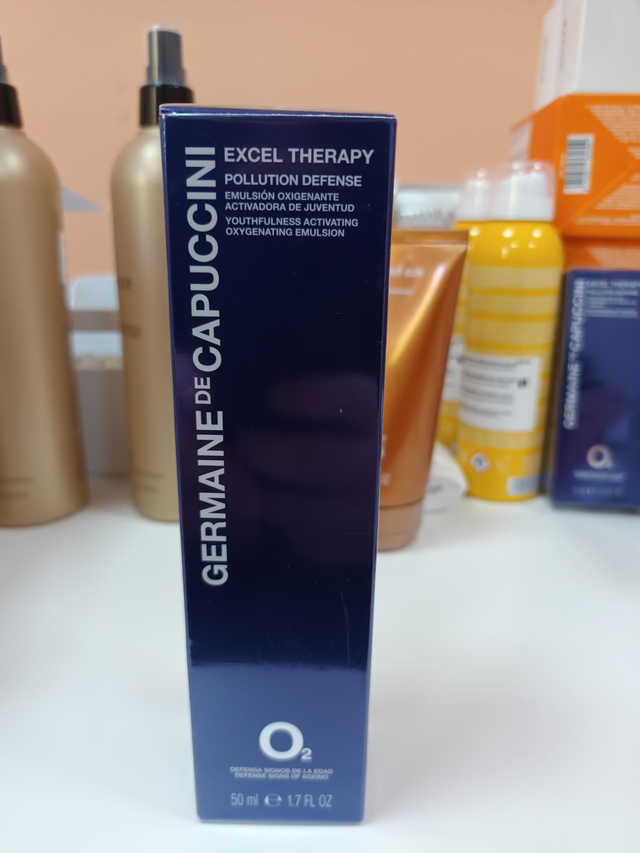 GERMAINE DE CAPUCCINI
EXCEL THERAPY
POLLUTION DEFENSE
EMULSIÓN OXIGENANTE
ACTIVADORA DE JUVENTUD
YOUTHFULNESS ACTIVATING
OXYGENATING EMULSION
O2
DEFENSA SIGNOS DE LA EDAD
DEFENSE SIGNS OF AGEING
50 ml ℮ 1.7 FL OZ
EXCEL THERAPY
GERMAINE DE CAPUCCINI
O2